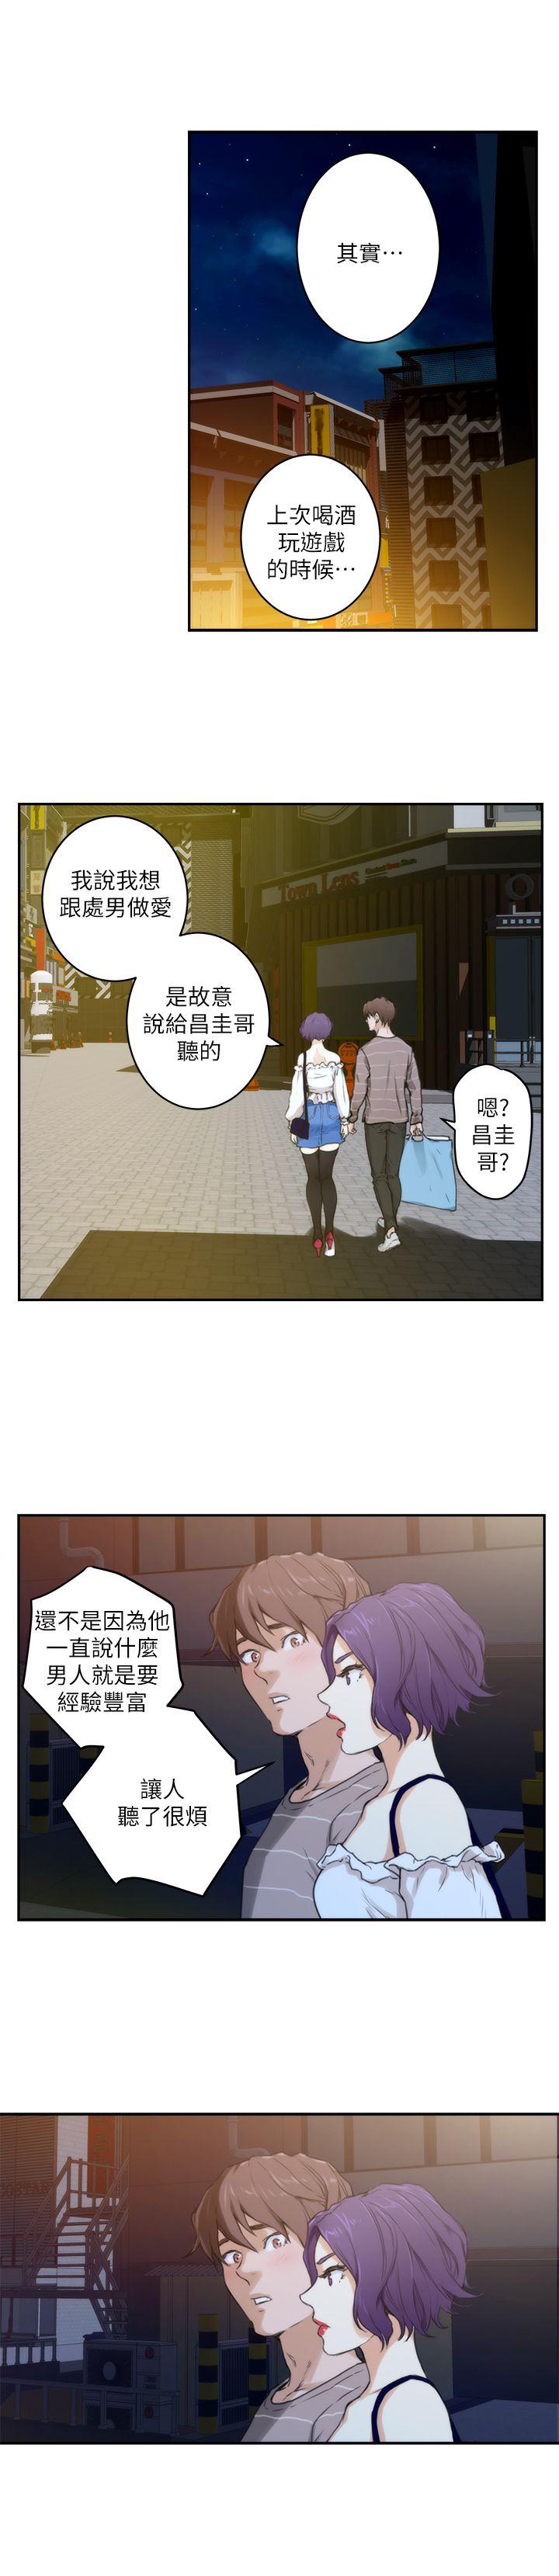 其實⋯
上次喝酒
玩遊戲
的時候⋯
Town Lens
我說我想
跟處男做愛
是故意
說給昌圭哥
聽的
嗯?
昌圭
哥?
還不是因為他
一直說什麼
男人就是要
經驗豐富
讓人
聽了很煩